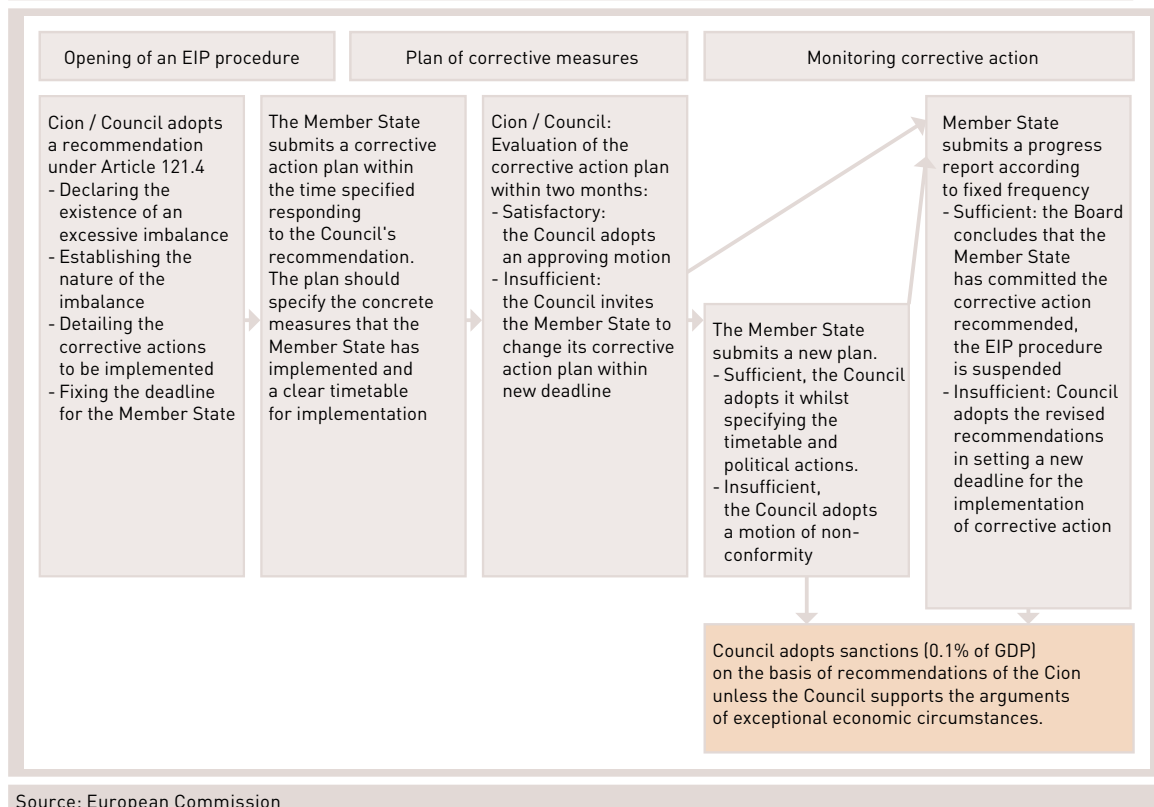 Opening of an EIP procedure
Plan of corrective measures
Monitoring corrective action
Cion / Council adopts
a recommendation
under Article 121.4
- Declaring the
existence of an
excessive imbalance
- Establishing the
nature of the
imbalance
- Detailing the
corrective actions
to be implemented
- Fixing the deadline
for the Member State
The Member State
submits a corrective
action plan within
the time specified
responding
to the Council's
recommendation.
The plan should
specify the concrete
measures that the
Member State has
implemented and
a clear timetable
for implementation
Cion / Council:
Evaluation of the
corrective action plan
within two months:
- Satisfactory:
the Council adopts
an approving motion
- Insufficient:
the Council invites
the Member State to
change its corrective
action plan within
new deadline
The Member State
submits a new plan.
- Sufficient, the Council
adopts it whilst
specifying the
timetable and
political actions.
- Insufficient,
the Council adopts
a motion of non-
conformity
Member State
submits a progress
report according
to fixed frequency
- Sufficient: the Board
concludes that the
Member State
has committed the
corrective action
recommended,
the EIP procedure
is suspended
- Insufficient: Council
adopts the revised
recommendations
in setting a new
deadline for the
implementation
of corrective action
Council adopts sanctions (0.1% of GDP)
on the basis of recommendations of the Cion
unless the Council supports the arguments
of exceptional economic circumstances.
Source: European Commission